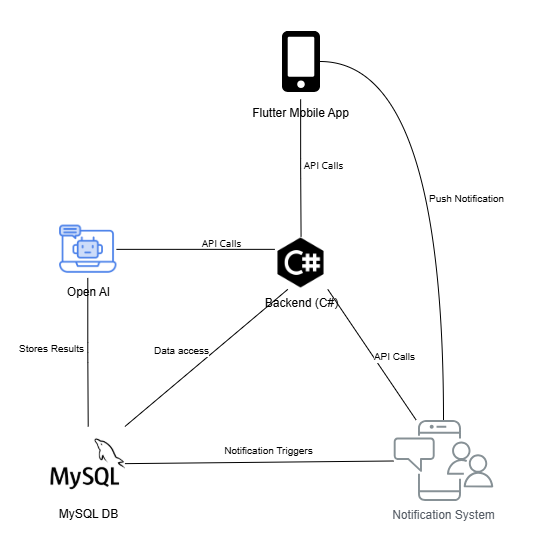 Flutter Mobile App
API Calls
Push Notification
API Calls
C#
Open AI
Backend (C#)
Stores Results
Data access
API Calls
Notification Triggers
MySQL
MySQL DB
Notification System